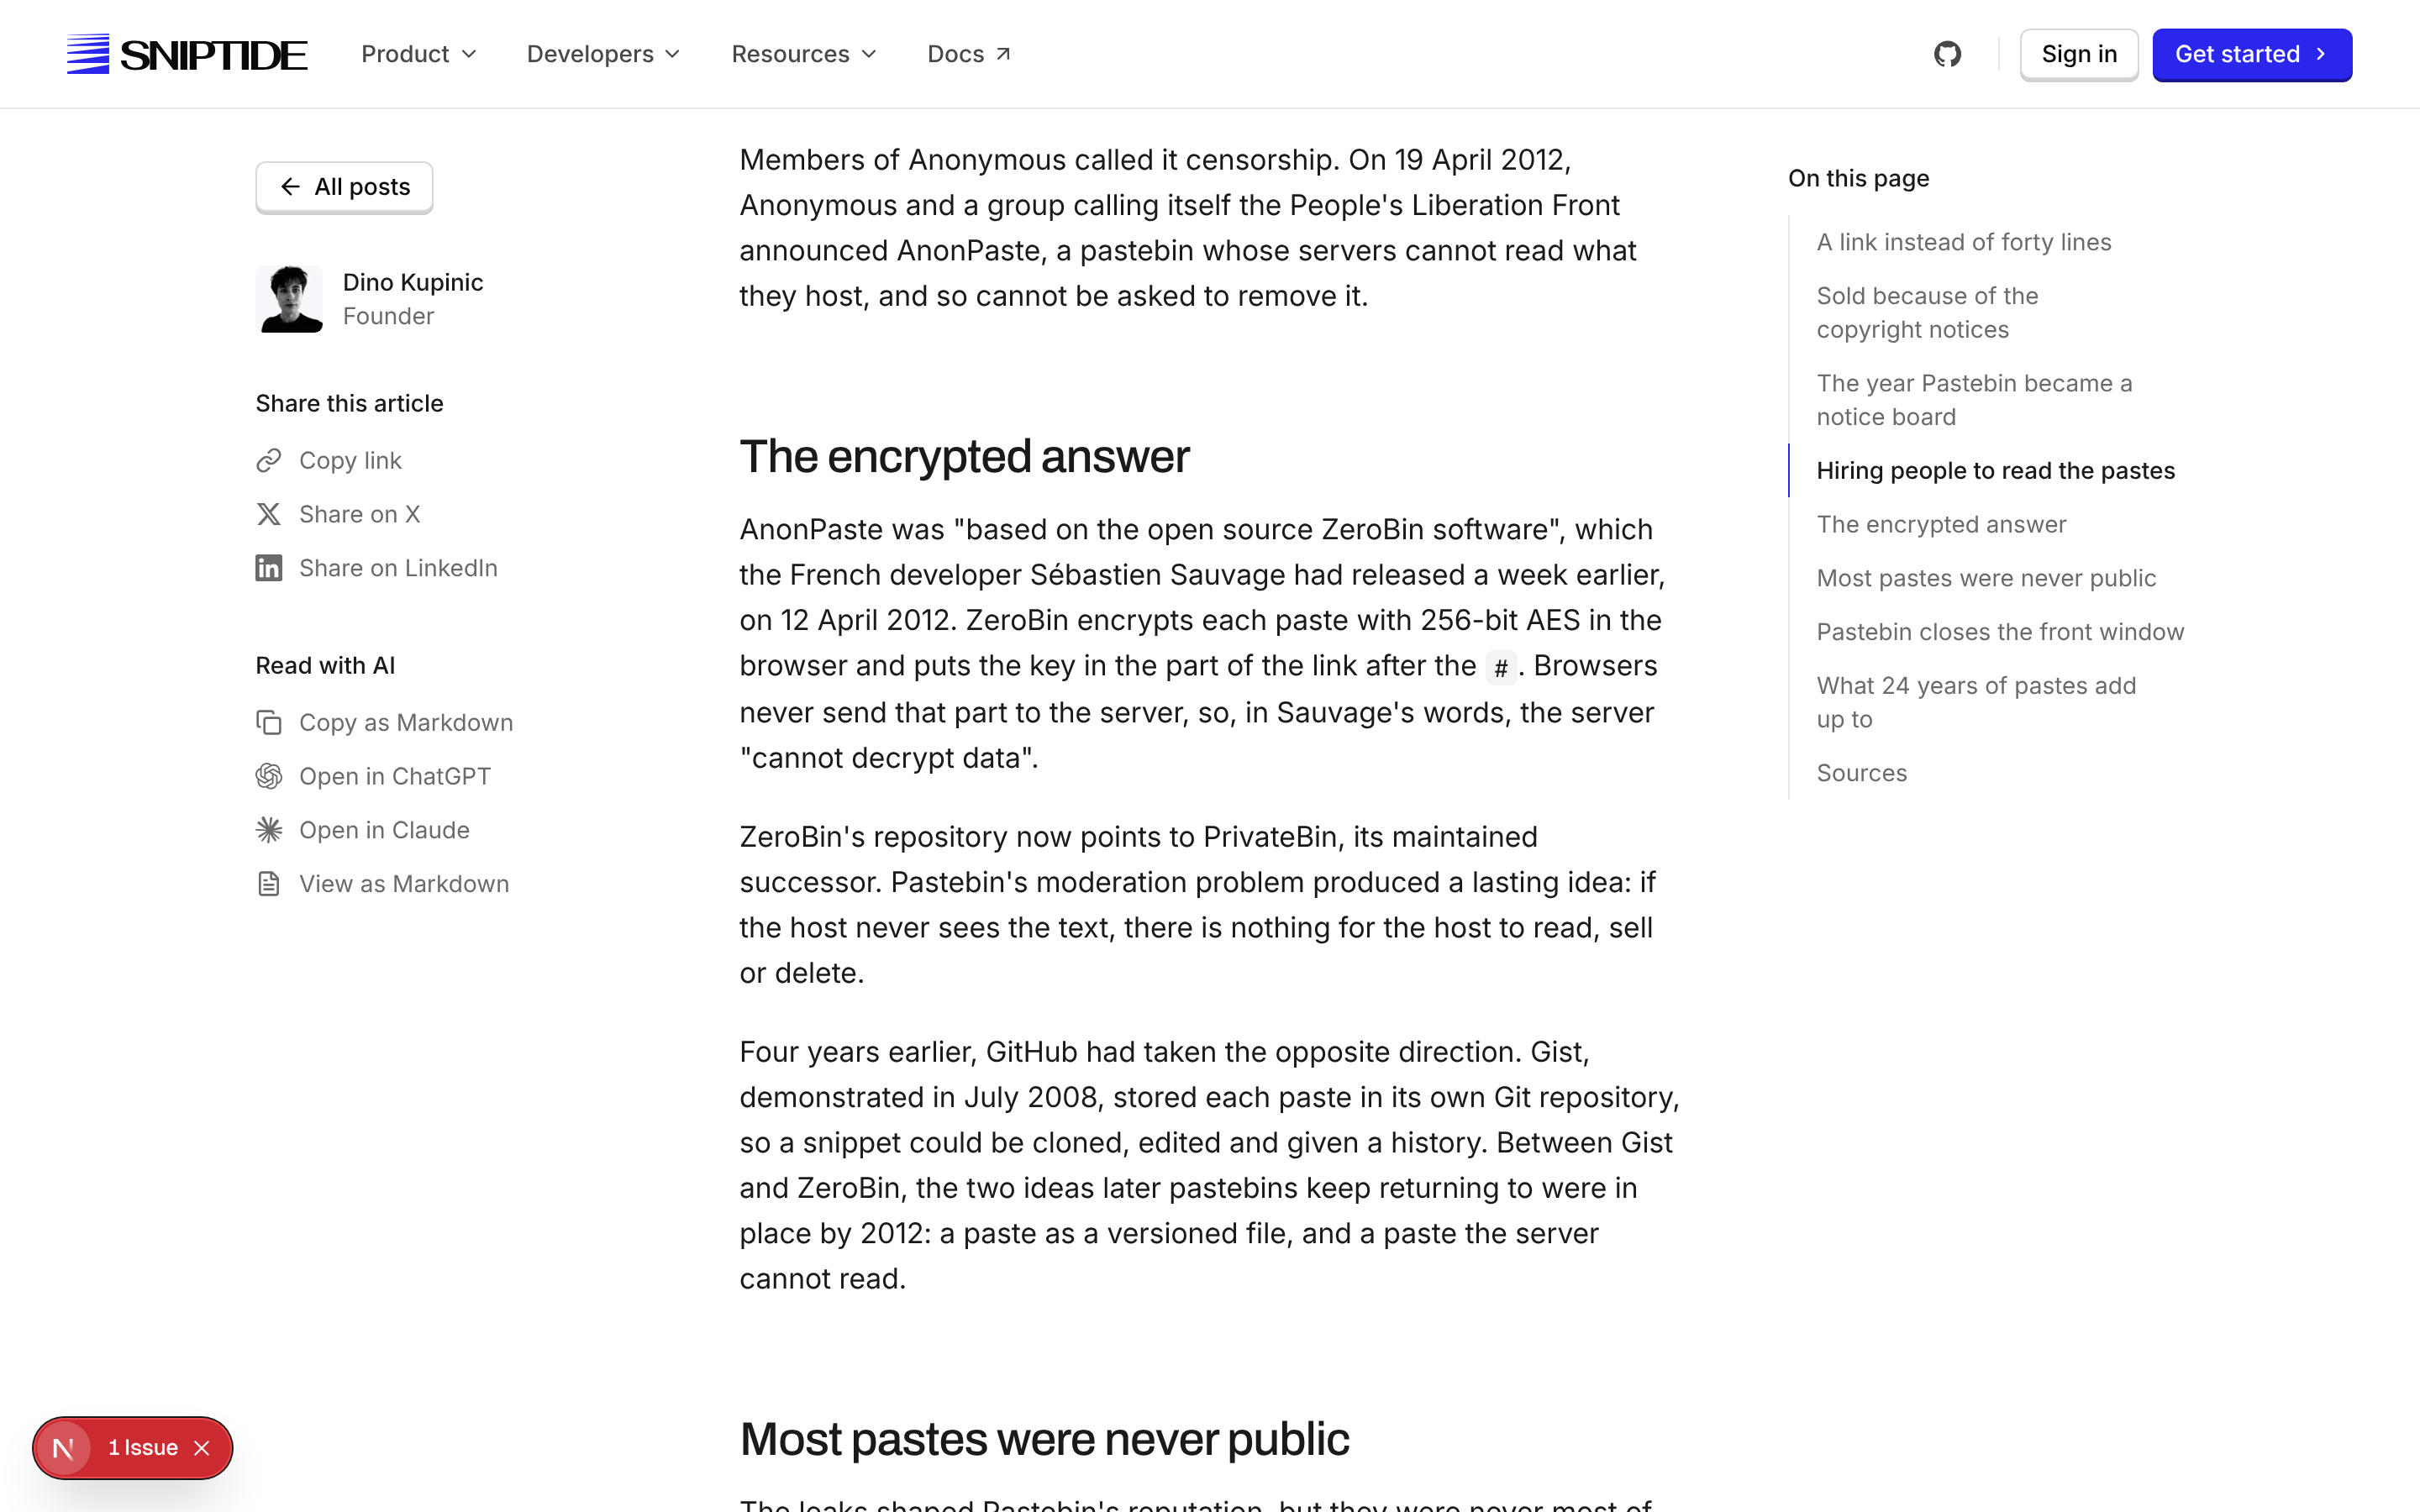 SNIPTIDE
Product
Developers
Resources
Docs
Sign in
Get started
All posts
Dino Kupinic
Founder
Share this article
Copy link
Share on X
Share on LinkedIn
Read with AI
Copy as Markdown
Open in ChatGPT
Open in Claude
View as Markdown
Members of Anonymous called it censorship. On 19 April 2012,
Anonymous and a group calling itself the People's Liberation Front
announced AnonPaste, a pastebin whose servers cannot read what
they host, and so cannot be asked to remove it.
The encrypted answer
AnonPaste was "based on the open source ZeroBin software", which
the French developer Sébastien Sauvage had released a week earlier,
on 12 April 2012. ZeroBin encrypts each paste with 256-bit AES in the
browser and puts the key in the part of the link after the #. Browsers
never send that part to the server, so, in Sauvage's words, the server
"cannot decrypt data".
ZeroBin's repository now points to PrivateBin, its maintained
successor. Pastebin's moderation problem produced a lasting idea: if
the host never sees the text, there is nothing for the host to read, sell
or delete.
Four years earlier, GitHub had taken the opposite direction. Gist,
demonstrated in July 2008, stored each paste in its own Git repository,
so a snippet could be cloned, edited and given a history. Between Gist
and ZeroBin, the two ideas later pastebins keep returning to were in
place by 2012: a paste as a versioned file, and a paste the server
cannot read.
Most pastes were never public
The leaks shaped Pastebin's reputation, but they were never most of
On this page
A link instead of forty lines
Sold because of the
copyright notices
The year Pastebin became a
notice board
Hiring people to read the pastes
The encrypted answer
Most pastes were never public
Pastebin closes the front window
What 24 years of pastes add
up to
Sources
N
1 Issue